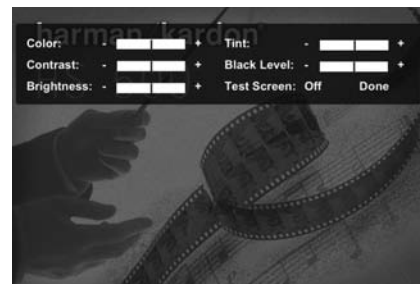 harman kardon
Color: - + Tint: - +
Contrast: - + Black Level: - +
Brightness: - + Test Screen: Off Done